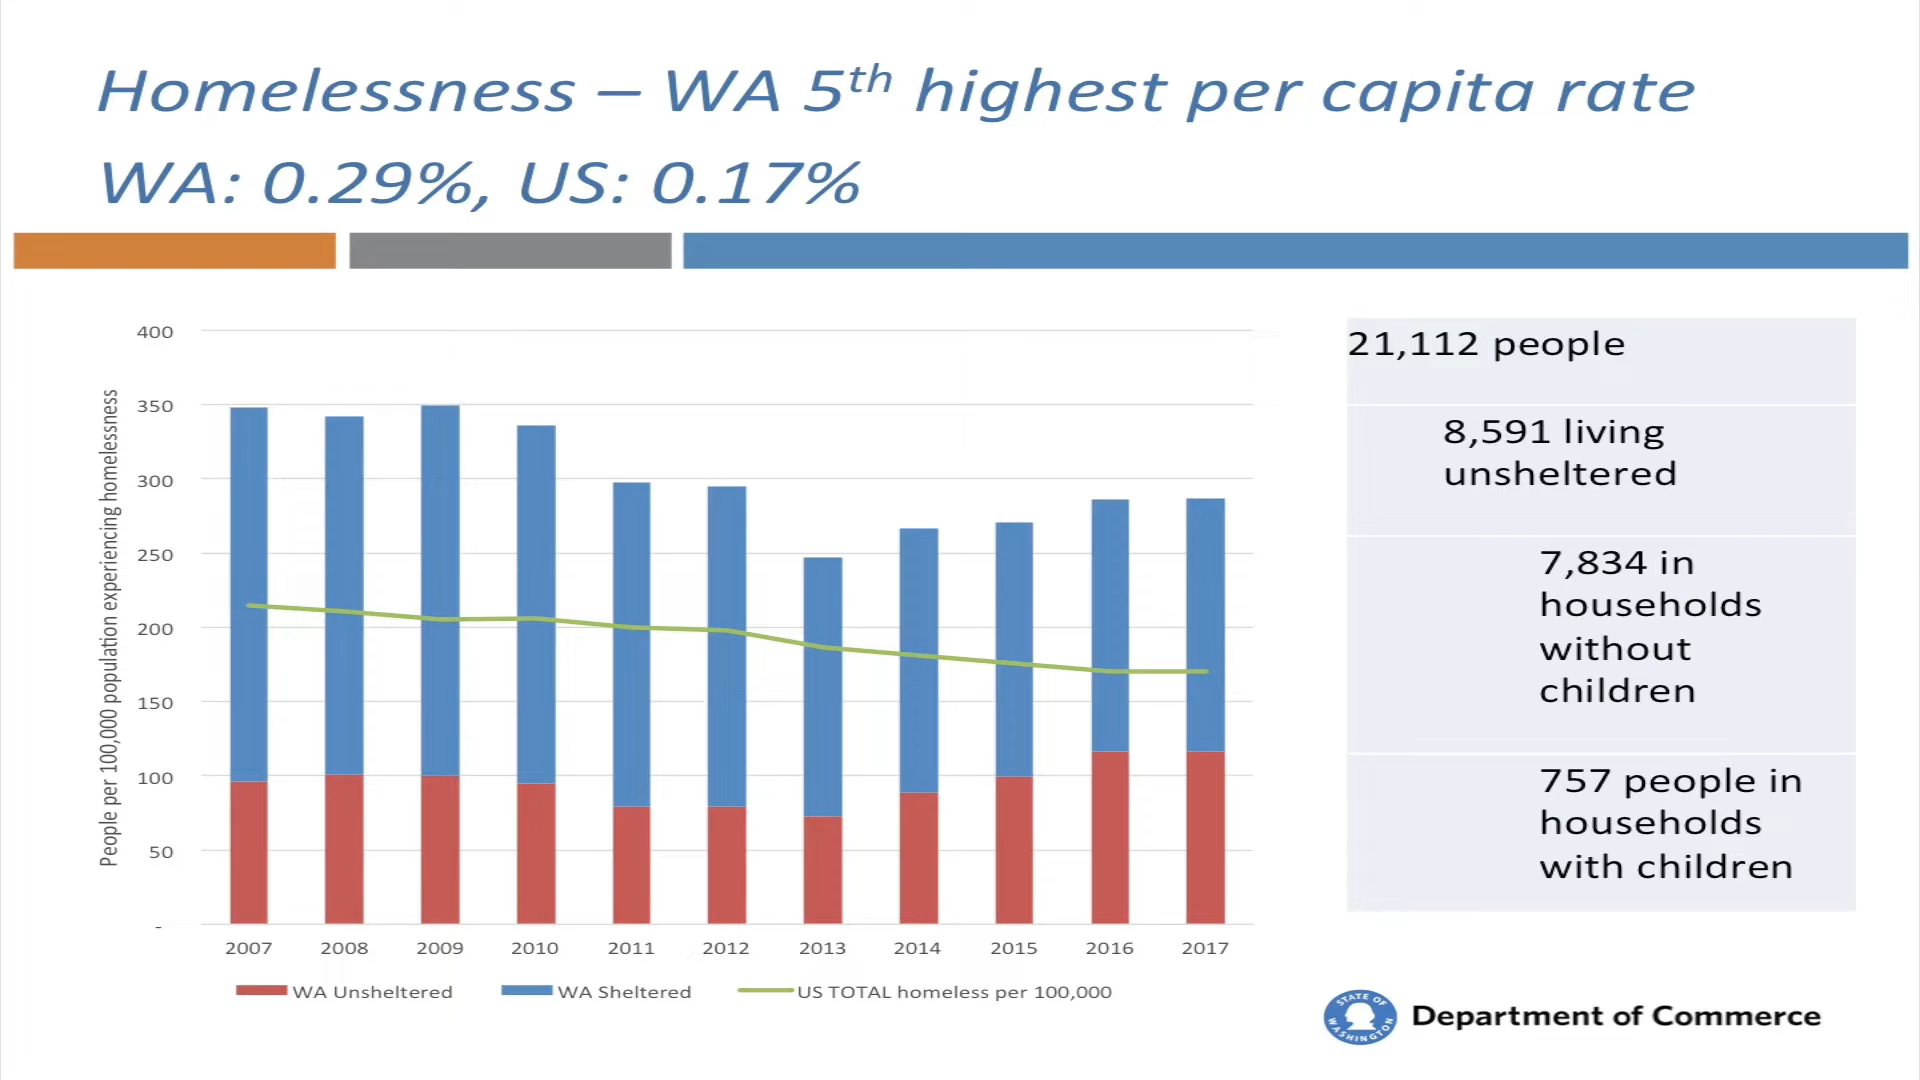 Homelessness – WA 5th highest per capita rate
WA: 0.29%, US: 0.17%
People per 100,000 population experiencing homelessness
400
350
300
250
200
150
100
50
-
2007 2008 2009 2010 2011 2012 2013 2014 2015 2016 2017
WA Unsheltered WA Sheltered US TOTAL homeless per 100,000
21,112 people
8,591 living
unsheltered
7,834 in
households
without
children
757 people in
households
with children
STATE OF
WASHINGTON
Department of Commerce